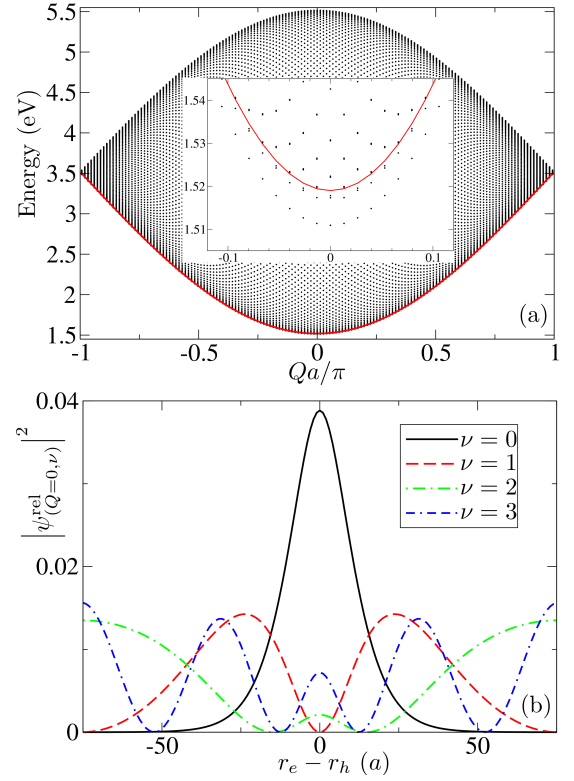 5.5
5
4.5
4
3.5
3
2.5
2
1.5
Energy (eV)
1.54
1.53
1.52
1.51
-0.1 0 0.1
(a)
-1 -0.5 0 0.5 1
Qa/π
0.04
0.02
0
|ψ^rel_(Q=0,ν)|^2
ν = 0
ν = 1
ν = 2
ν = 3
(b)
-50 0 50
r_e − r_h (a)